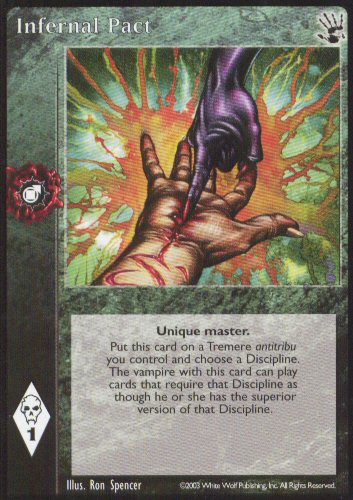 Infernal Pact
Unique master.
Put this card on a Tremere antitribu
you control and choose a Discipline.
The vampire with this card can play
cards that require that Discipline as
though he or she has the superior
version of that Discipline.
1
Illus. Ron Spencer
©2003 White Wolf Publishing, Inc. All Rights Reserved.